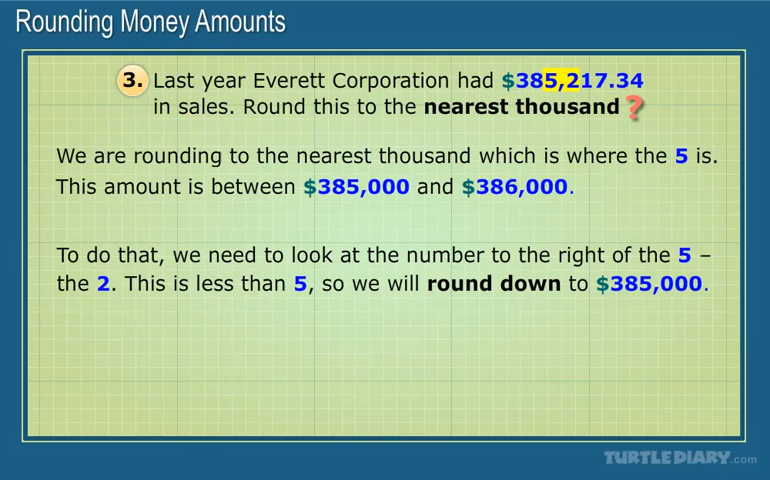 Rounding Money Amounts
3. Last year Everett Corporation had $385,217.34
in sales. Round this to the nearest thousand ?
We are rounding to the nearest thousand which is where the 5 is.
This amount is between $385,000 and $386,000.
To do that, we need to look at the number to the right of the 5 –
the 2. This is less than 5, so we will round down to $385,000.
TURTLEDIARY.com